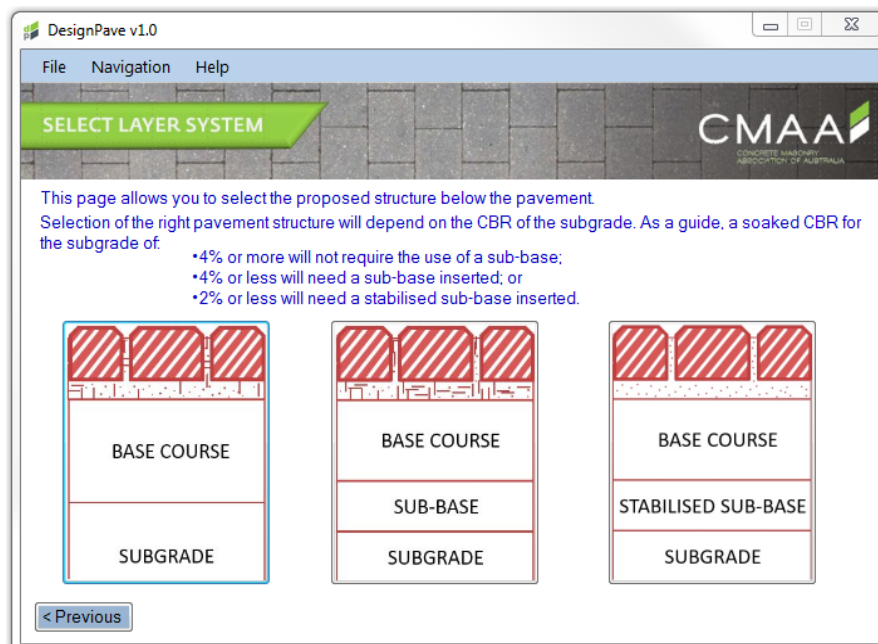 DesignPave v1.0
File Navigation Help
SELECT LAYER SYSTEM
CMAA
CONCRETE MASONRY
ASSOCIATION OF AUSTRALIA
This page allows you to select the proposed structure below the pavement.
Selection of the right pavement structure will depend on the CBR of the subgrade. As a guide, a soaked CBR for
the subgrade of:
•4% or more will not require the use of a sub-base;
•4% or less will need a sub-base inserted; or
•2% or less will need a stabilised sub-base inserted.
BASE COURSE
SUBGRADE
BASE COURSE
SUB-BASE
SUBGRADE
BASE COURSE
STABILISED SUB-BASE
SUBGRADE
< Previous